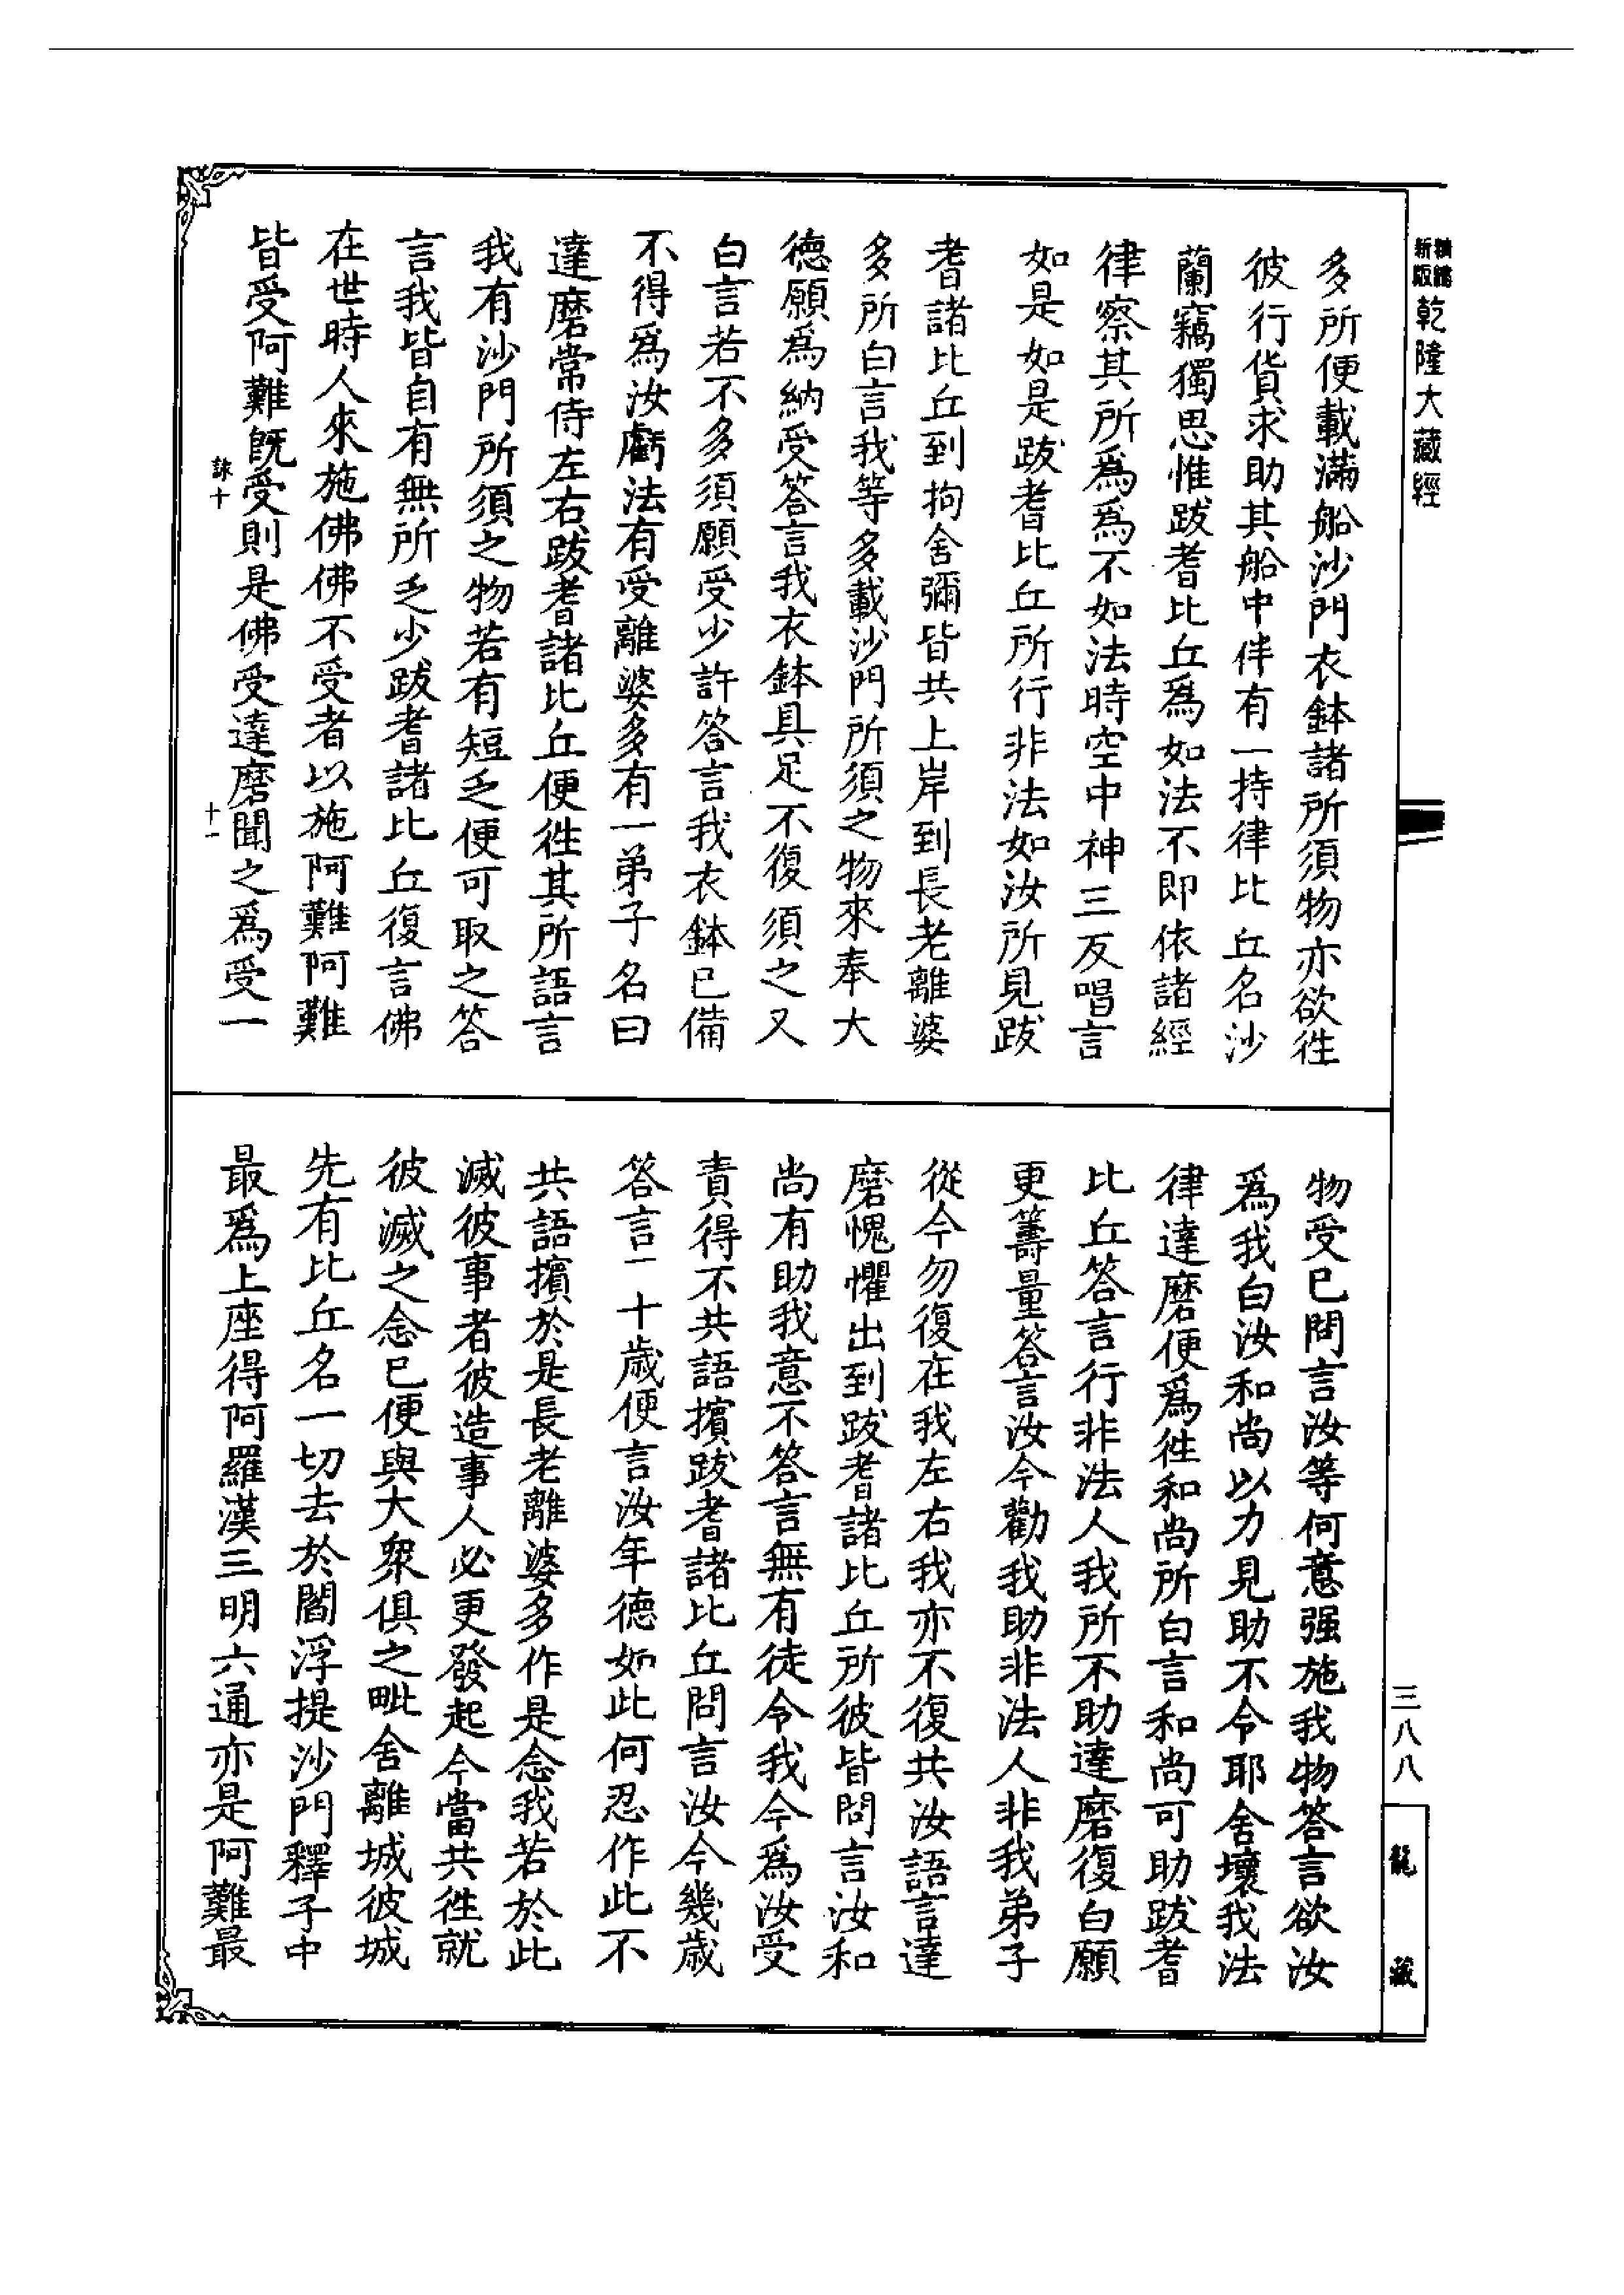 精鐫新版乾隆大藏經
多所便載滿船沙門衣鉢諸所須物亦欲徃
彼行貨求助其船中伴有一持律比丘名沙
蘭竊獨思惟跋耆比丘爲如法不即依諸經
律察其所爲爲不如法時空中神三反唱言
如是如是跋耆比丘所行非法如汝所見跋
耆諸比丘到拘舍彌皆共上岸到長老離婆
多所白言我等多載沙門所須之物來奉大
德願爲納受答言我衣鉢具足不復須之又
白言若不多須願受少許答言我衣鉢已備
不得爲汝虧法有受離婆多有一弟子名曰
達磨常侍左右跋耆諸比丘便徃其所語言
我有沙門所須之物若有短乏便可取之答
言我皆自有無所乏少跋耆諸比丘復言佛
在世時人來施佛佛不受者以施阿難阿難
皆受阿難旣受則是佛受達磨聞之爲受一
詠十
十一
物受已問言汝等何意强施我物答言欲汝
爲我白汝和尚以力見助不令耶舍壞我法
律達磨便爲徃和尚所白言和尚可助跋耆
比丘答言行非法人我所不助達磨復白願
更籌量答言汝今勸我助非法人非我弟子
從今勿復在我左右我亦不復共汝語言達
磨愧懼出到跋耆諸比丘所彼皆問言汝和
尚有助我意不答言無有徒令我今爲汝受
責得不共語擯跋耆諸比丘問言汝今幾歲
答言二十歲便言汝年德如此何忍作此不
共語擯於是長老離婆多作是念我若於此
滅彼事者彼造事人必更發起今當共徃就
彼滅之念已便與大衆俱之毗舍離城彼城
先有比丘名一切去於閻浮提沙門釋子中
最爲上座得阿羅漢三明六通亦是阿難最
三八八
龍藏